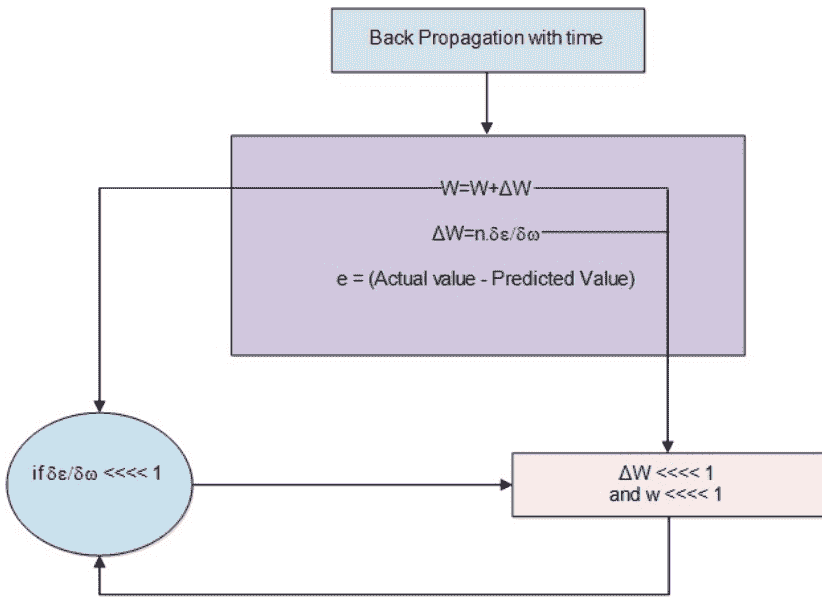 Back Propagation with time
W=W+ΔW
ΔW=n.δε/δω
e = (Actual value - Predicted Value)
if δε/δω <<<< 1
ΔW <<<< 1
and w <<<< 1